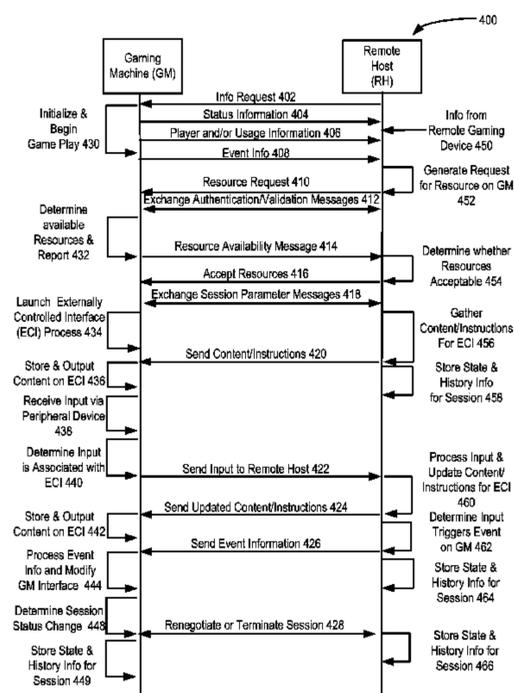 400
Gaming
Machine (GM)
Remote
Host
(RH)
Info Request 402
Status Information 404
Initialize &
Begin
Game Play 430
Player and/or Usage Information 406
Info from
Remote Gaming
Device 450
Event Info 408
Generate Request
for Resource on GM
452
Resource Request 410
Exchange Authentication/Validation Messages 412
Determine
available
Resources &
Report 432
Resource Availability Message 414
Determine whether
Resources
Acceptable 454
Accept Resources 416
Exchange Session Parameter Messages 418
Launch Externally
Controlled Interface
(ECI) Process 434
Gather
Content/Instructions
For ECI 456
Send Content/Instructions 420
Store & Output
Content on ECI 436
Store State &
History Info
for Session 458
Receive Input via
Peripheral Device
438
Determine Input
is Associated with
ECI 440
Send Input to Remote Host 422
Process Input &
Update Content/
Instructions for ECI
460
Send Updated Content/Instructions 424
Store & Output
Content on ECI 442
Determine Input
Triggers Event
on GM 462
Send Event Information 426
Process Event
Info and Modify
GM Interface 444
Store State &
History Info for
Session 464
Determine Session
Status Change 448
Renegotiate or Terminate Session 428
Store State &
History Info for
Session 449
Store State &
History Info for
Session 466